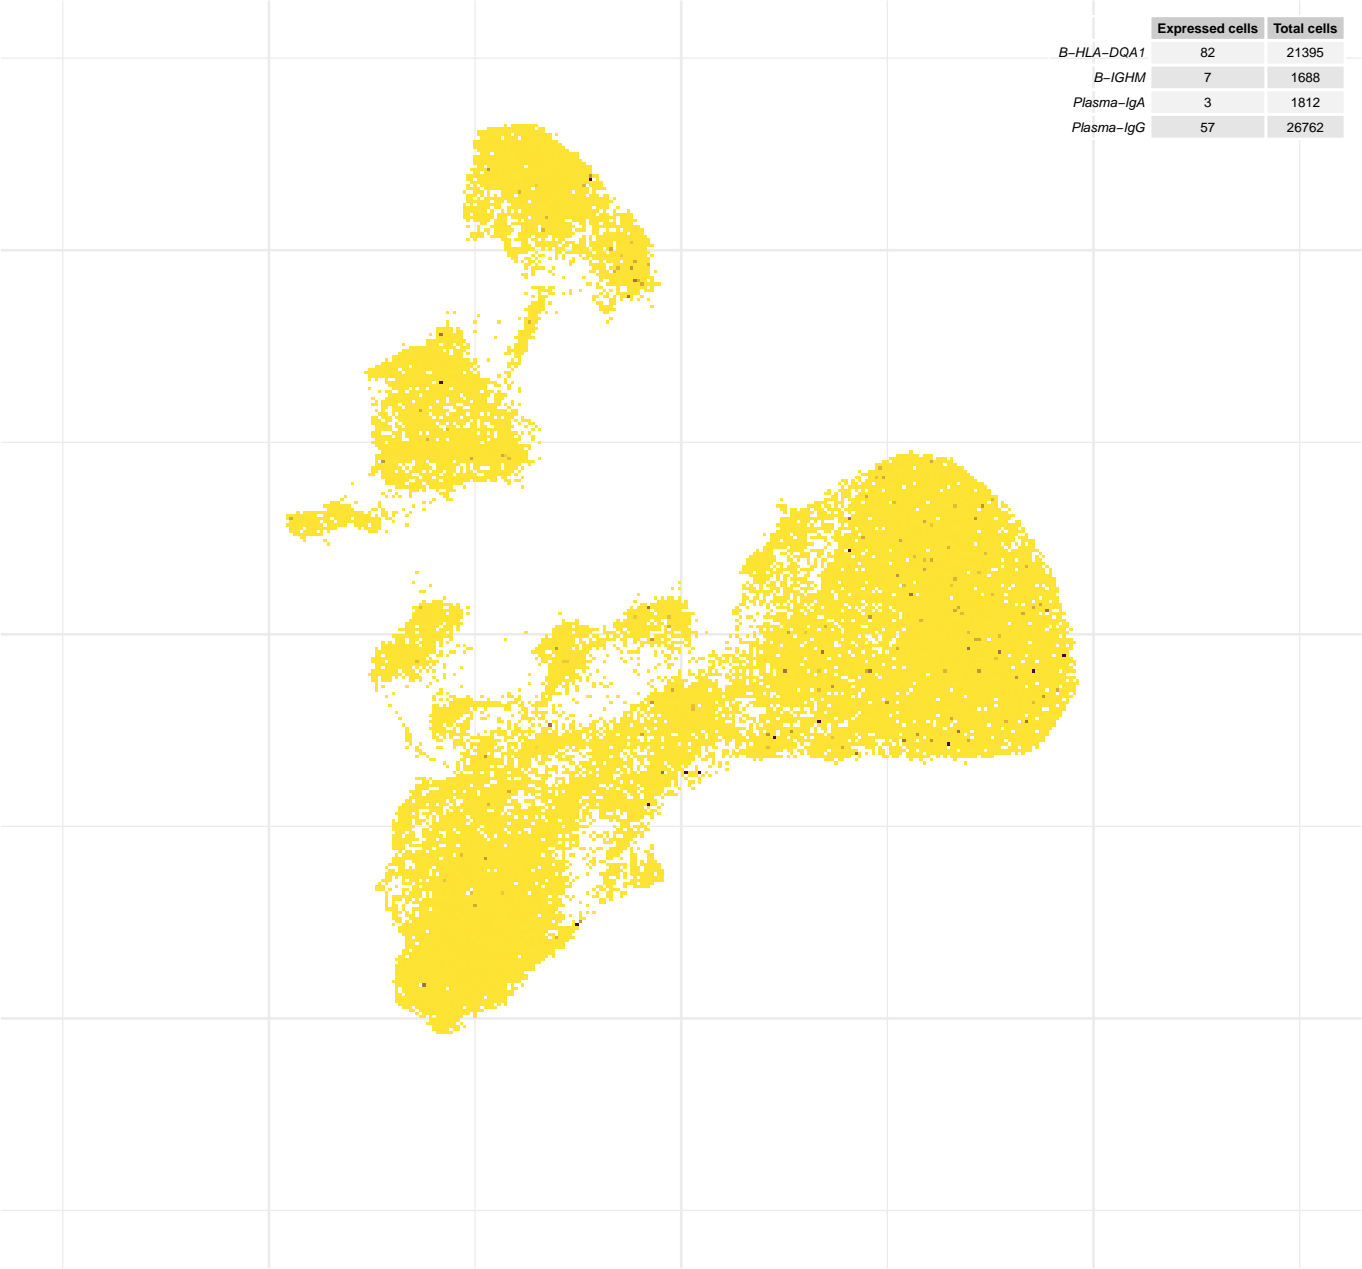 Expressed cells Total cells
B−HLA−DQA1 82 21395
B−IGHM 7 1688
Plasma−IgA 3 1812
Plasma−IgG 57 26762